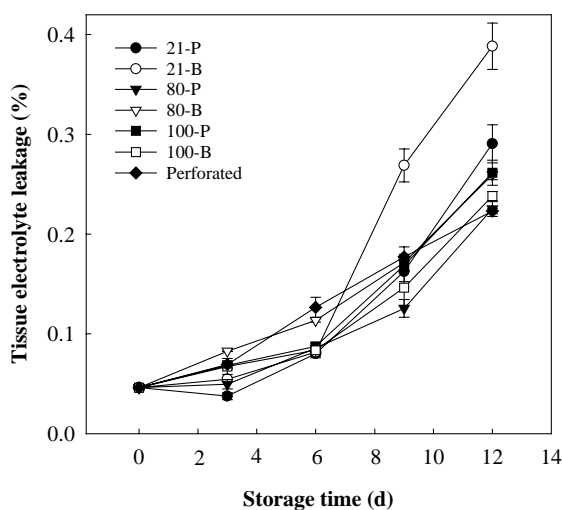 0.4
0.3
0.2
0.1
0.0
Tissue electrolyte leakage (%)
21-P
21-B
80-P
80-B
100-P
100-B
Perforated
0 2 4 6 8 10 12 14
Storage time (d)